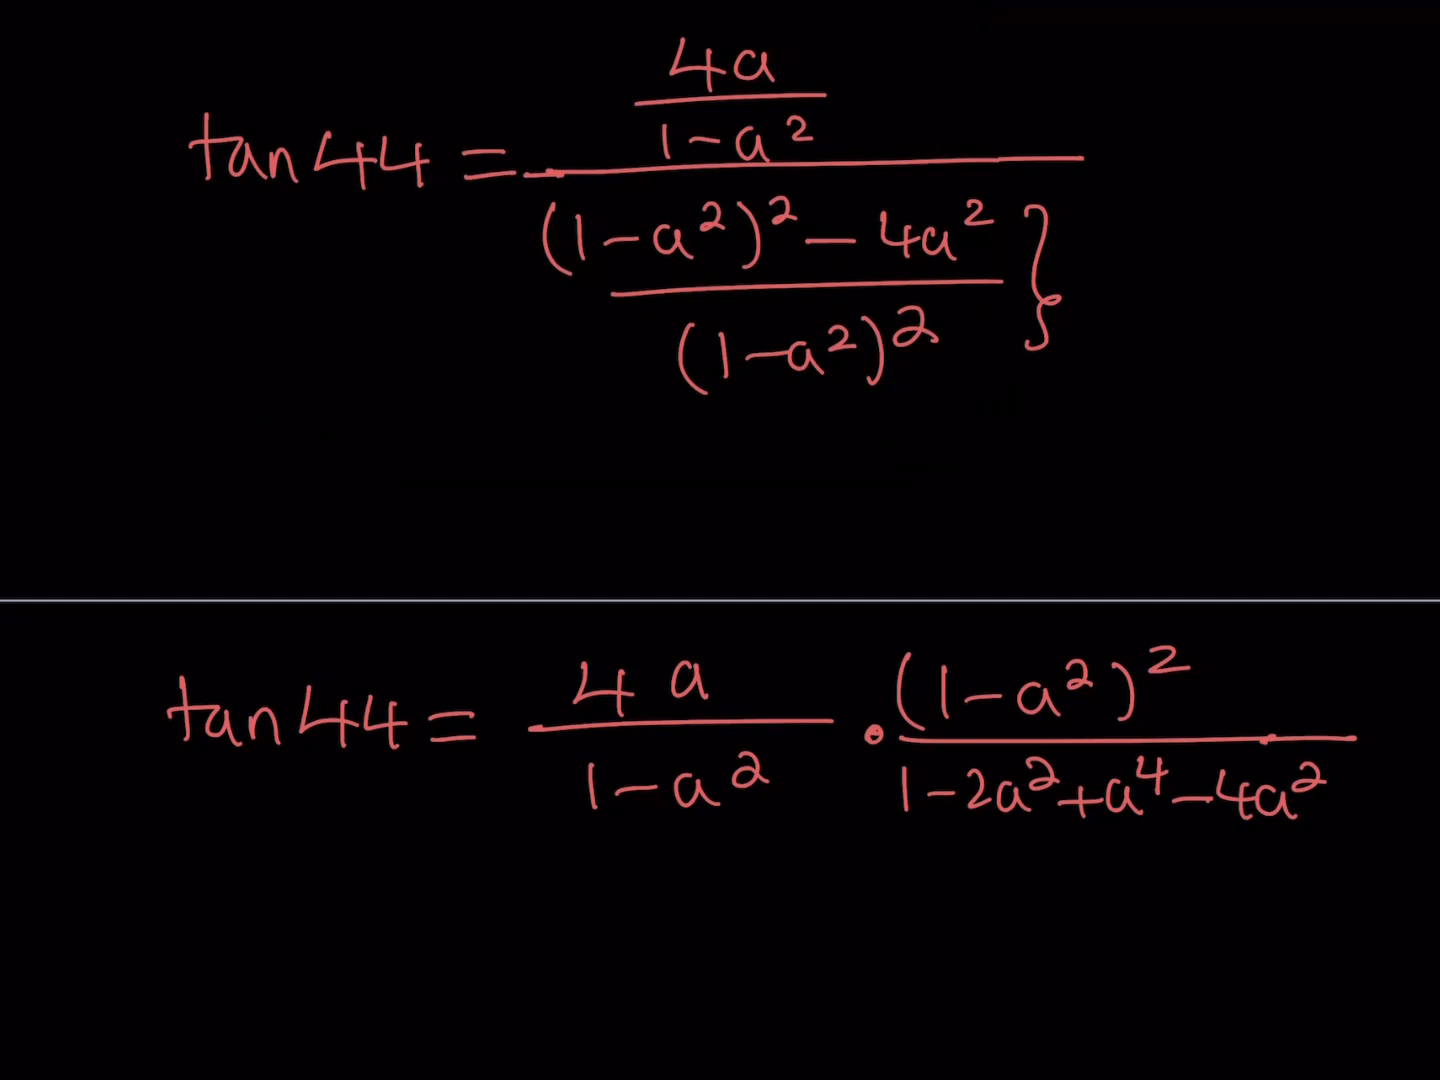 4a
1-a²
tan44 =
(1-a²)² - 4a² }
(1-a²)²
tan44 = 4a / 1-a² · (1-a²)² / 1-2a²+a⁴-4a²